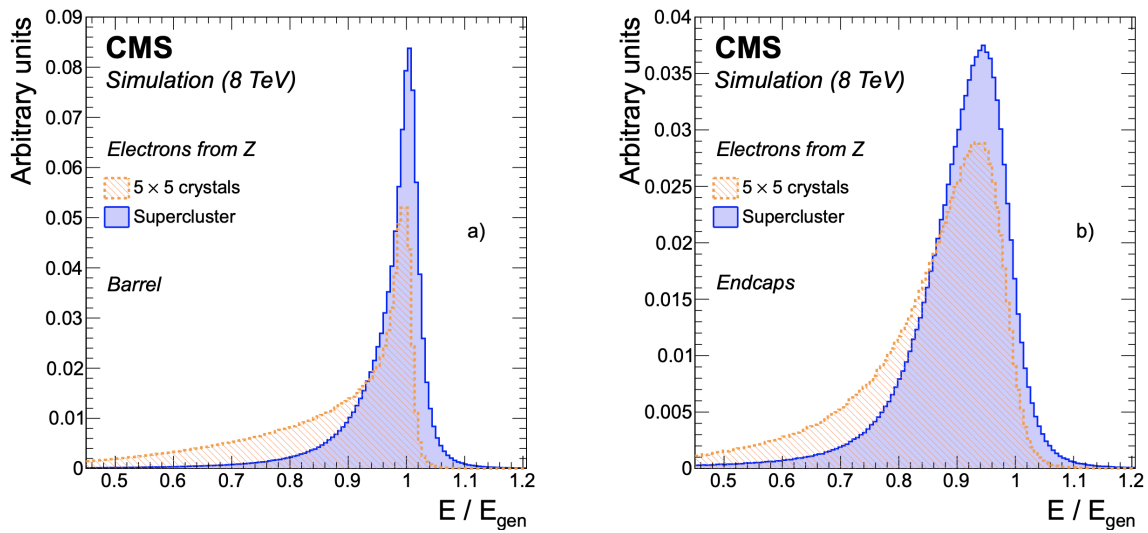 CMS
Simulation (8 TeV)
Electrons from Z
5 × 5 crystals
Supercluster
a)
Barrel
Arbitrary units
0.09
0.08
0.07
0.06
0.05
0.04
0.03
0.02
0.01
0
0.5 0.6 0.7 0.8 0.9 1 1.1 1.2
E / E_gen
CMS
Simulation (8 TeV)
Electrons from Z
5 × 5 crystals
Supercluster
b)
Endcaps
Arbitrary units
0.04
0.035
0.03
0.025
0.02
0.015
0.01
0.005
0
0.5 0.6 0.7 0.8 0.9 1 1.1 1.2
E / E_gen